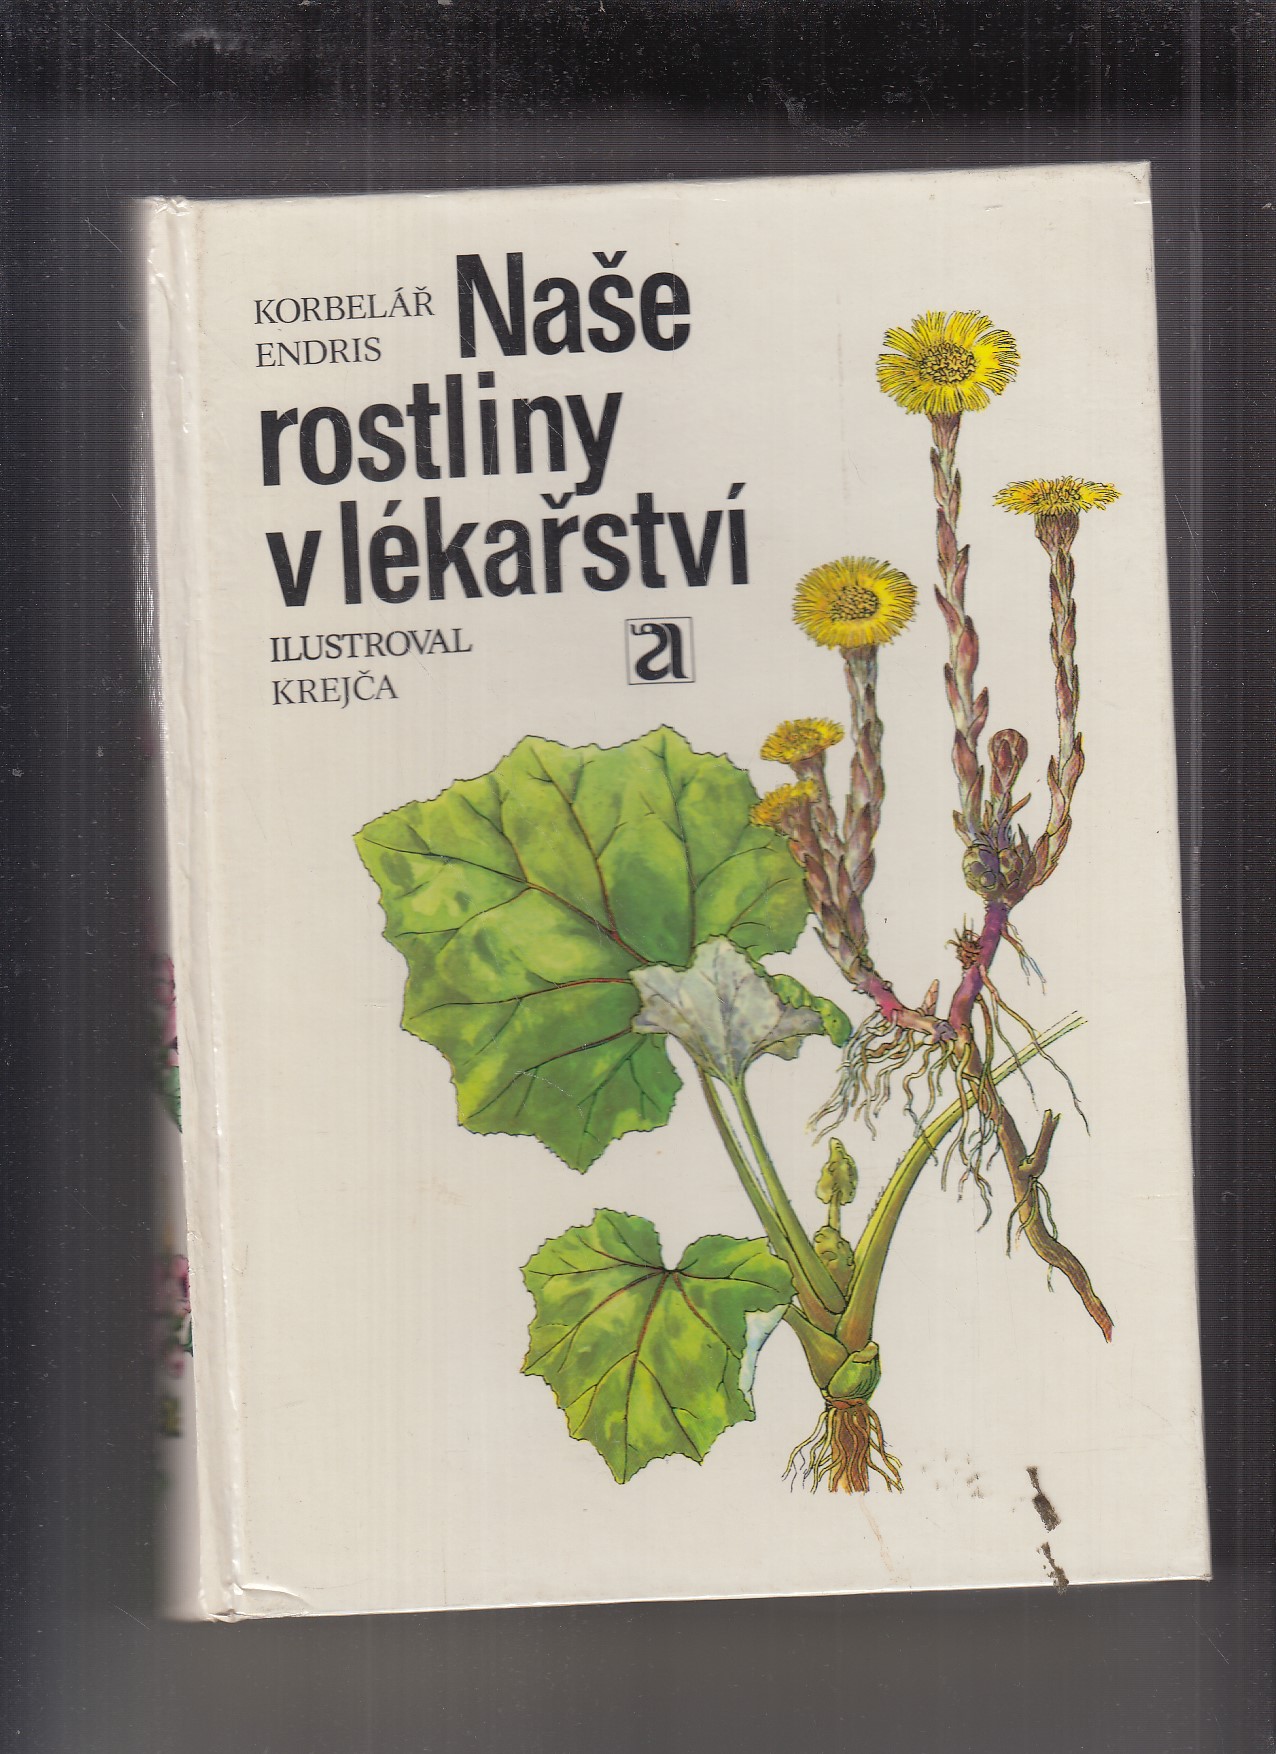 KORBELÁŘ
ENDRIS
Naše
rostliny
v lékařství
ILUSTROVAL
KREJČA